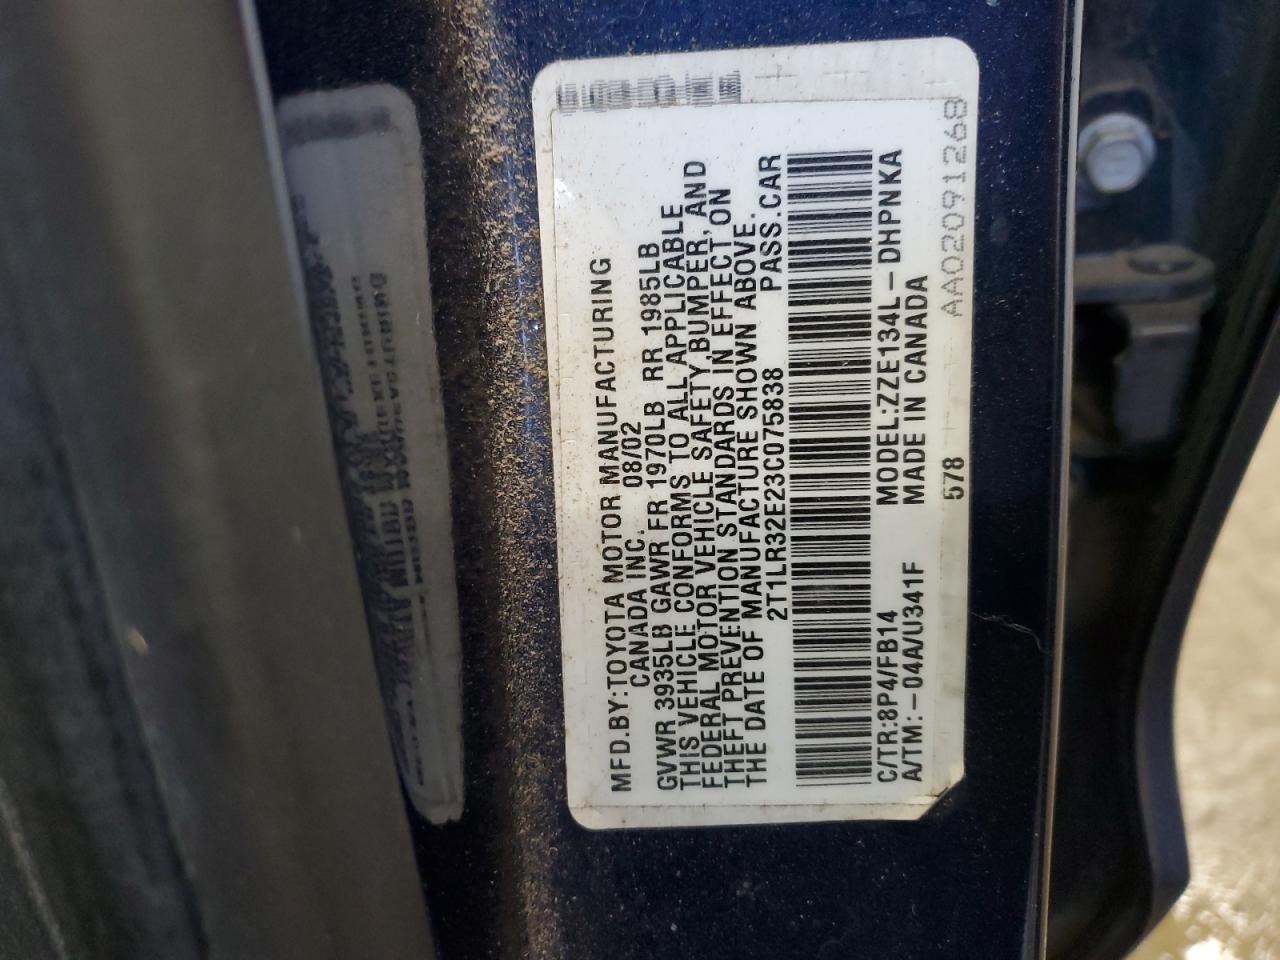 MFD.BY:TOYOTA MOTOR MANUFACTURING
CANADA INC. 08/02
GVWR 3935LB GAWR FR 1970LB RR 1985LB
THIS VEHICLE CONFORMS TO ALL APPLICABLE
FEDERAL MOTOR VEHICLE SAFETY,BUMPER,AND
THEFT PREVENTION STANDARDS IN EFFECT ON
THE DATE OF MANUFACTURE SHOWN ABOVE.
2T1LR32E23C075838 PASS.CAR
C/TR:8P4/FB14 MODEL:ZZE134L-DHPNKA
A/TM:-04A/U341F MADE IN CANADA
578 AA02091268